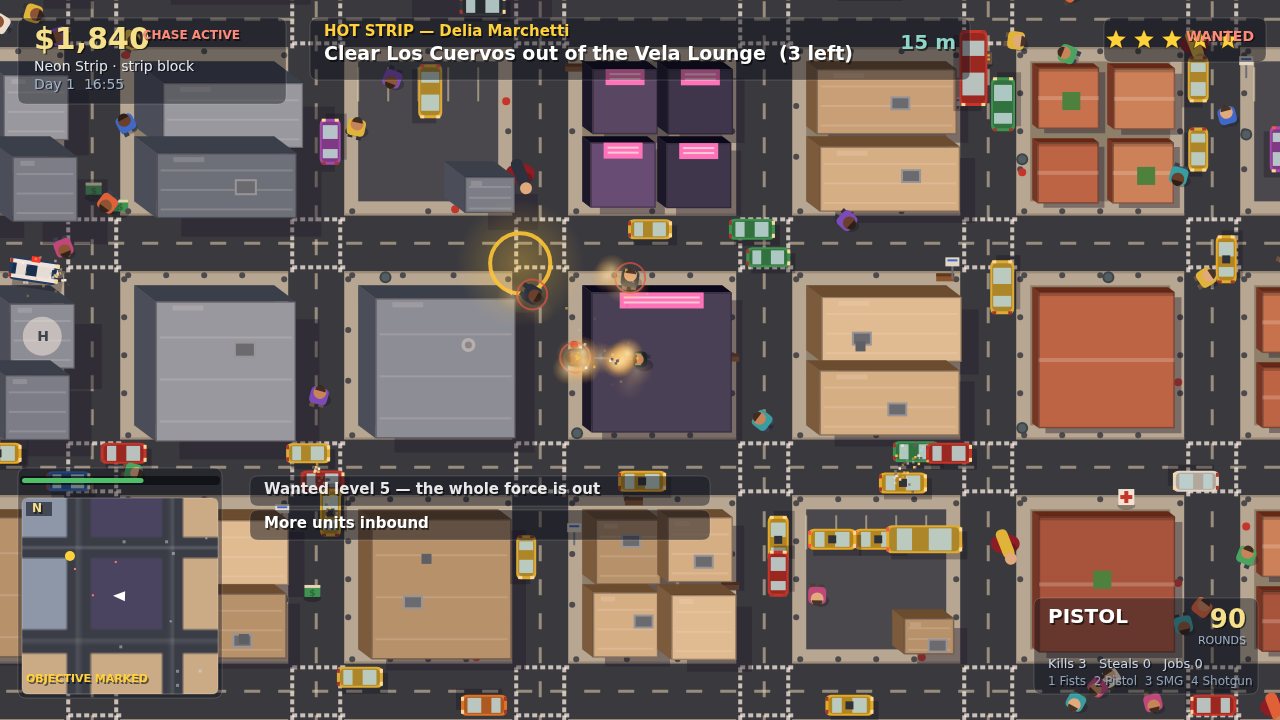 $1,840
CHASE ACTIVE
Neon Strip · strip block
Day 1 16:55
HOT STRIP — Delia Marchetti
Clear Los Cuervos out of the Vela Lounge (3 left)
15 m
WANTED
H
Wanted level 5 — the whole force is out
More units inbound
N
OBJECTIVE MARKED
$
$
$
PISTOL
90
ROUNDS
Kills 3 Steals 0 Jobs 0
1 Fists 2 Pistol 3 SMG 4 Shotgun